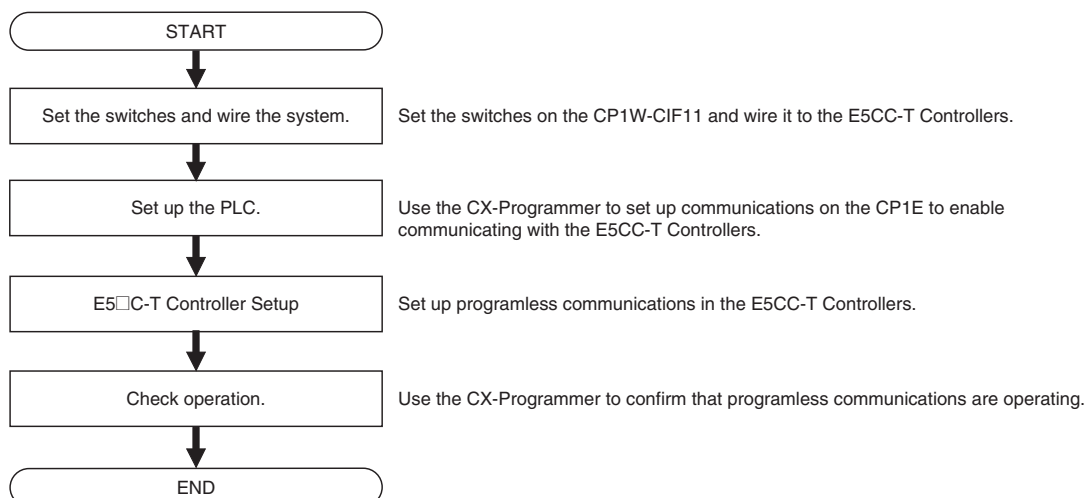 START
Set the switches and wire the system.
Set the switches on the CP1W-CIF11 and wire it to the E5CC-T Controllers.
Set up the PLC.
Use the CX-Programmer to set up communications on the CP1E to enable
communicating with the E5CC-T Controllers.
E5□C-T Controller Setup
Set up programless communications in the E5CC-T Controllers.
Check operation.
Use the CX-Programmer to confirm that programless communications are operating.
END